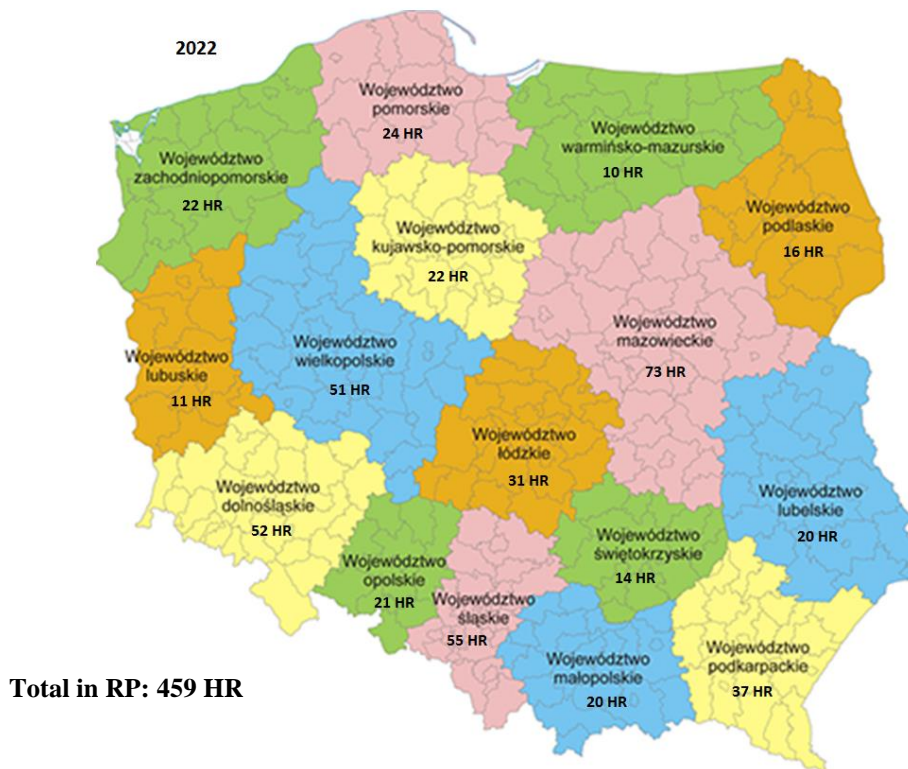 2022
Województwo
pomorskie
24 HR
Województwo
warmińsko-mazurskie
10 HR
Województwo
zachodniopomorskie
22 HR
Województwo
podlaskie
16 HR
Województwo
kujawsko-pomorskie
22 HR
Województwo
mazowieckie
73 HR
Województwo
wielkopolskie
51 HR
Województwo
lubuskie
11 HR
Województwo
łódzkie
31 HR
Województwo
dolnośląskie
52 HR
Województwo
lubelskie
20 HR
Województwo
świętokrzyskie
14 HR
Województwo
opolskie
21 HR
Województwo
śląskie
55 HR
Województwo
małopolskie
20 HR
Województwo
podkarpackie
37 HR
Total in RP: 459 HR